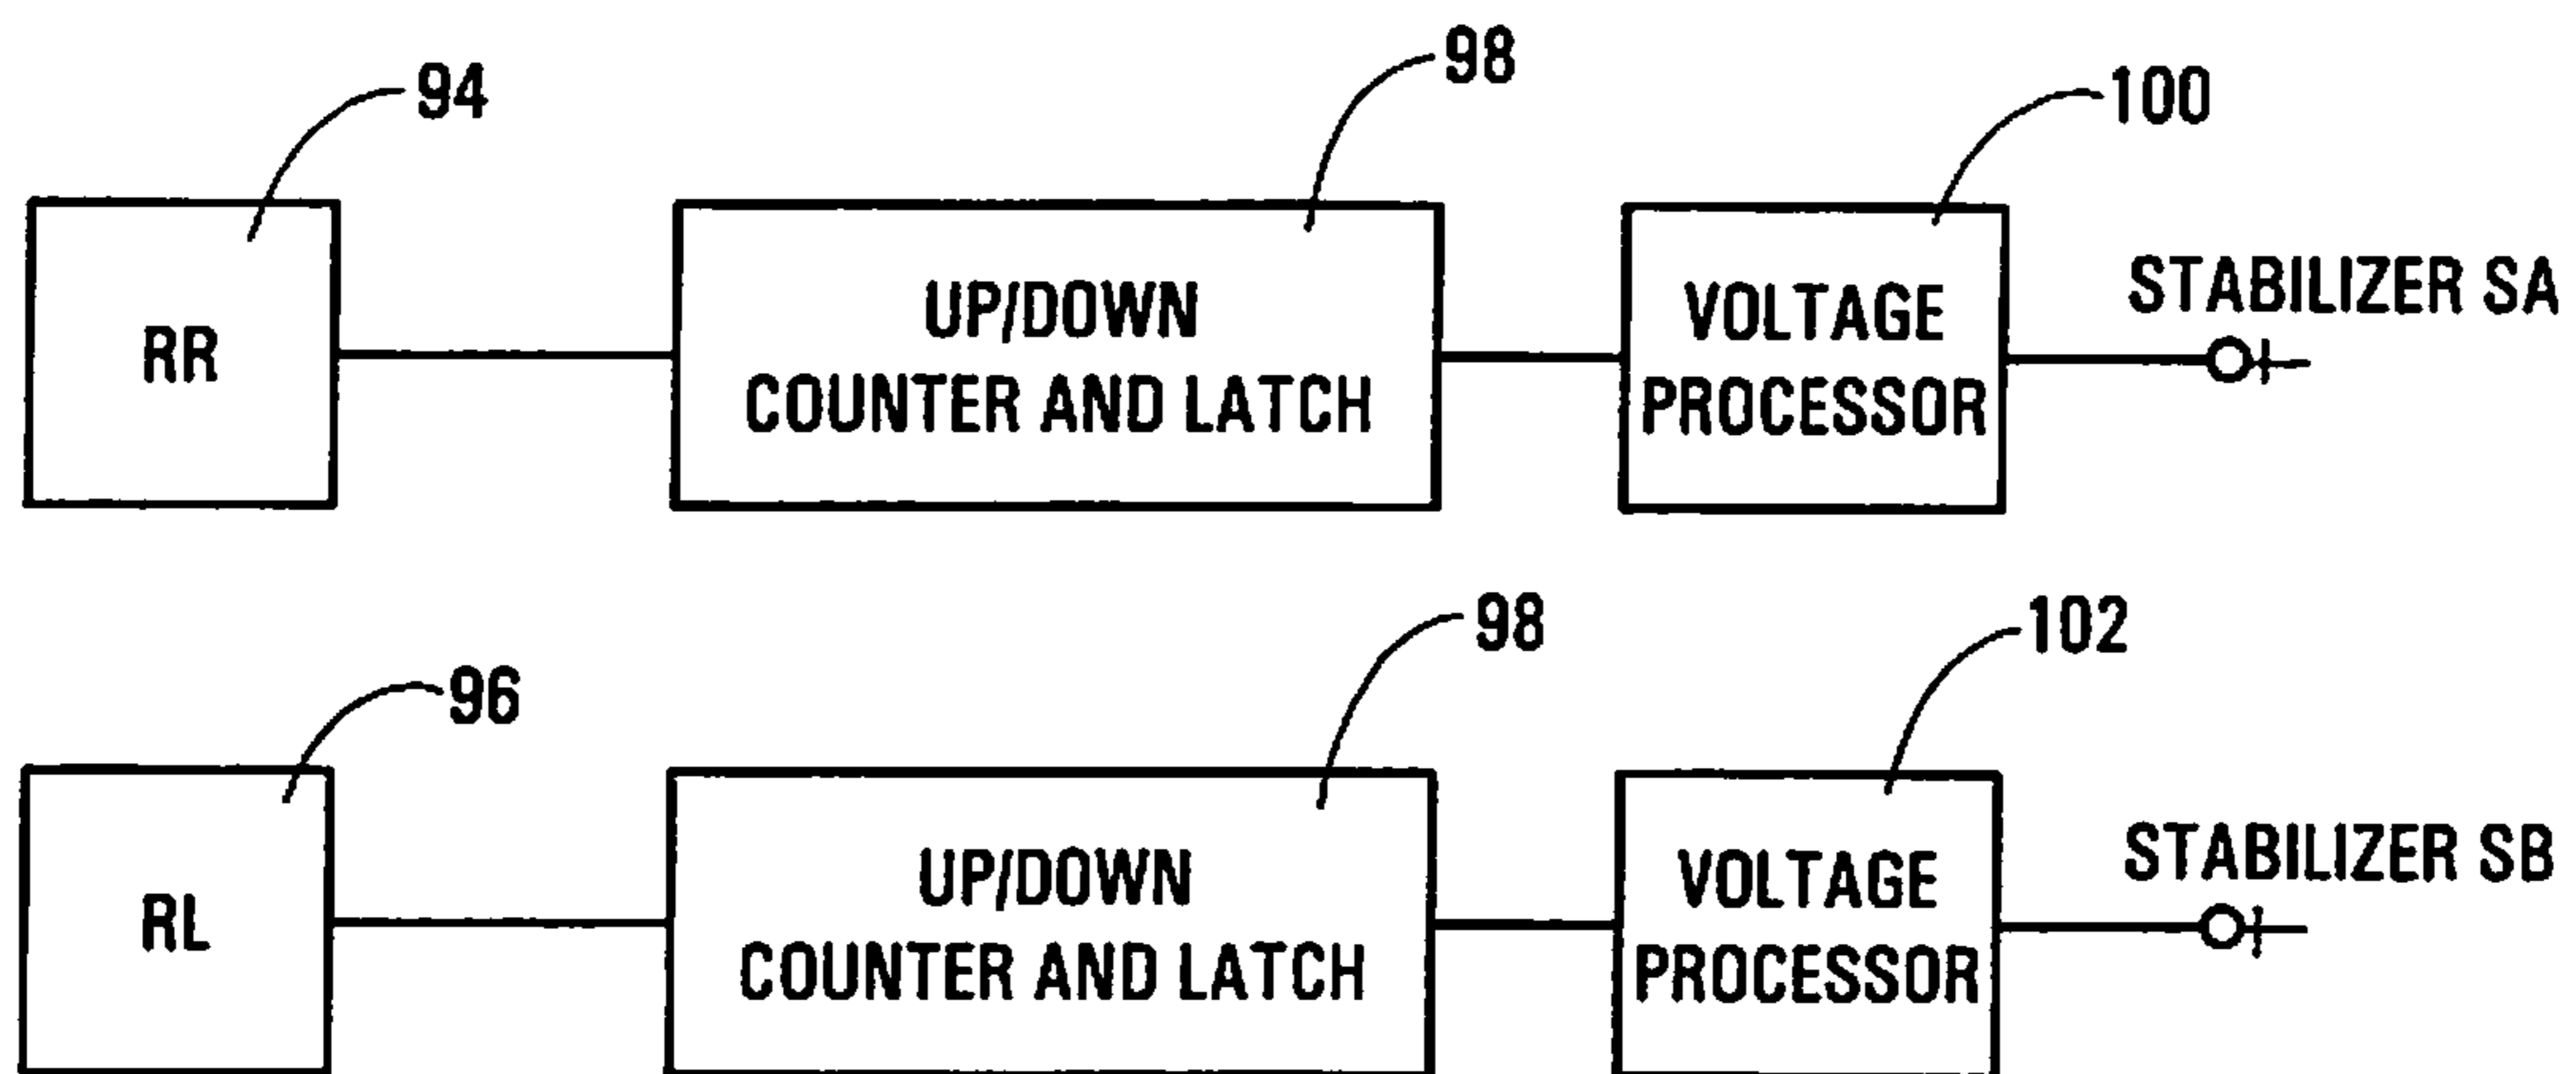 94
98
100
RR
UP/DOWN
COUNTER AND LATCH
VOLTAGE
PROCESSOR
STABILIZER SA
96
98
102
RL
UP/DOWN
COUNTER AND LATCH
VOLTAGE
PROCESSOR
STABILIZER SB